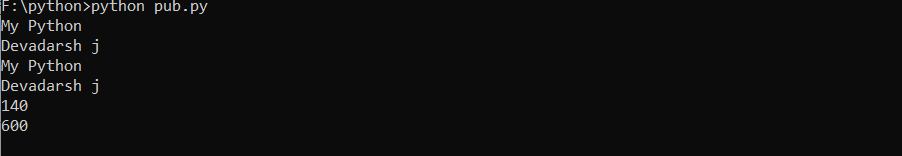 F:\python>python pub.py
My Python
Devadarsh j
My Python
Devadarsh j
140
600